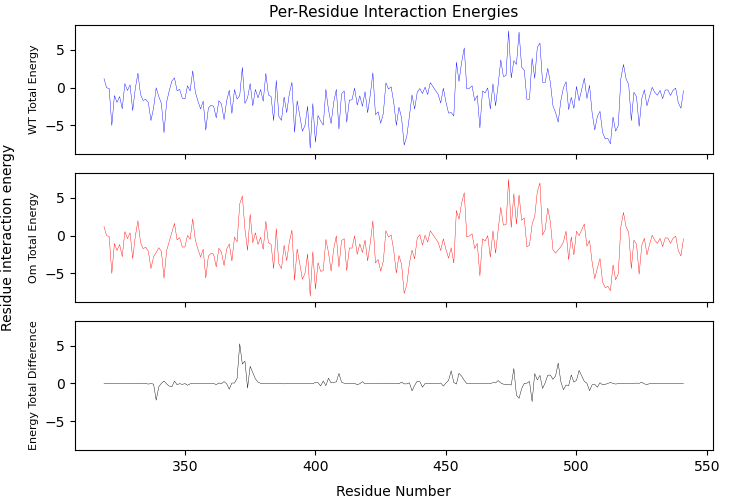 Per-Residue Interaction Energies
Residue interaction energy
WT Total Energy
5
0
−5
Om Total Energy
5
0
−5
Energy Total Difference
5
0
−5
350 400 450 500 550
Residue Number